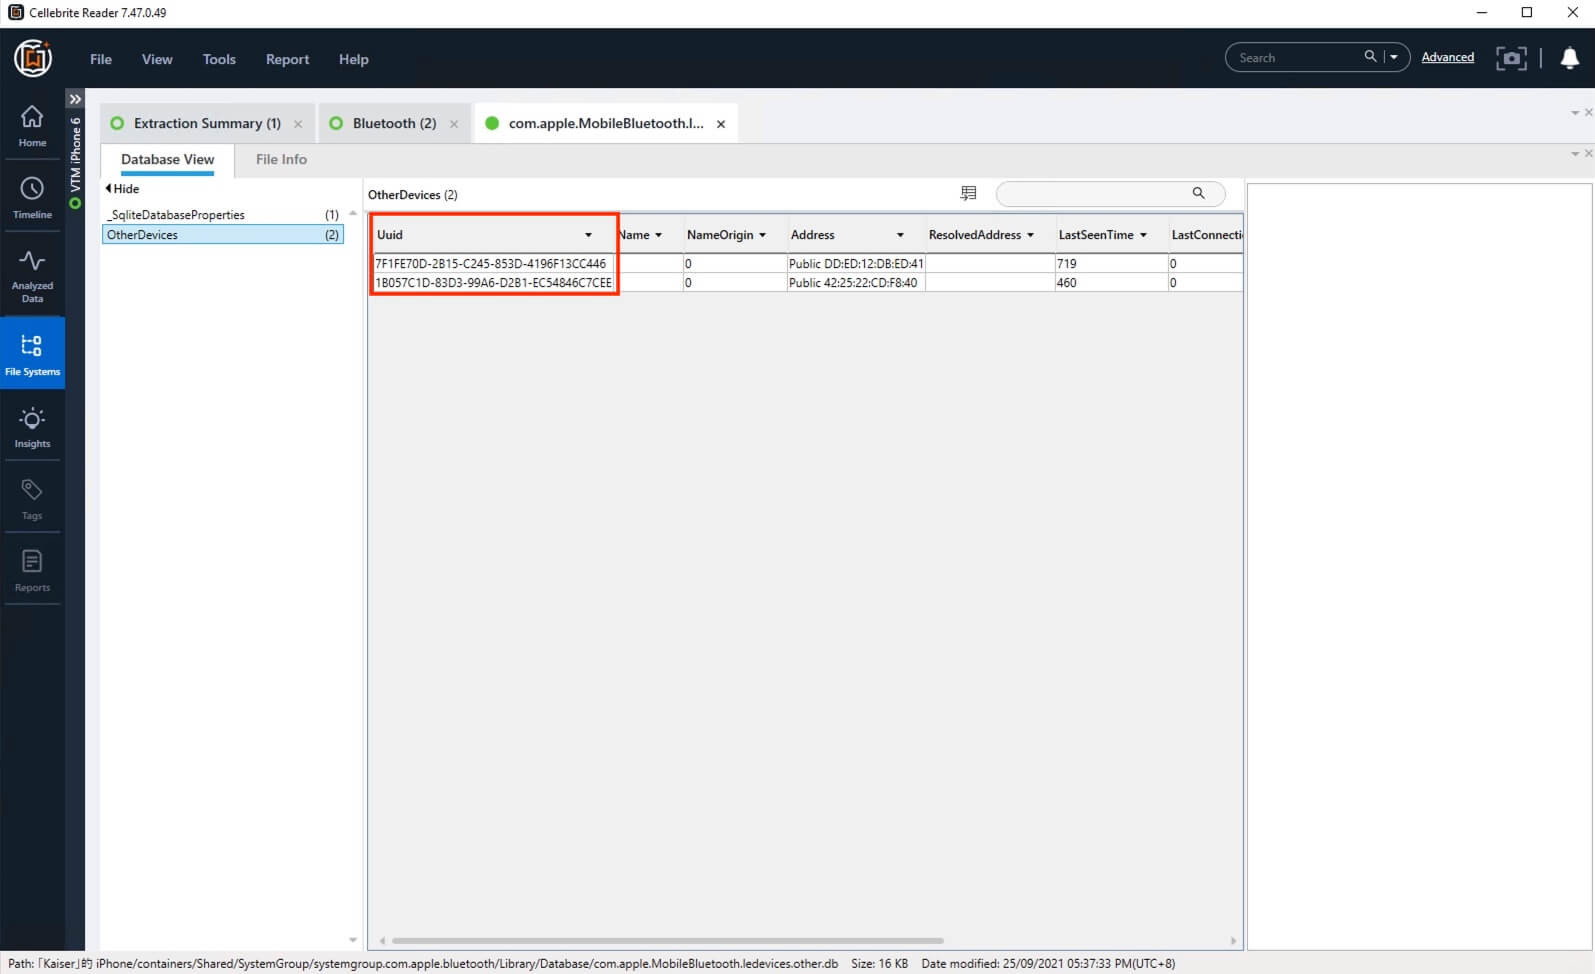 Cellebrite Reader 7.47.0.49
File View Tools Report Help
Search Advanced
Home
Timeline
Analyzed
Data
File Systems
Insights
Tags
Reports
VTM iPhone 6
Extraction Summary (1) Bluetooth (2) com.apple.MobileBluetooth.l...
Database View File Info
Hide
_SqliteDatabaseProperties (1)
OtherDevices (2)
OtherDevices (2)
Uuid Name NameOrigin Address ResolvedAddress LastSeenTime LastConnecti
7F1FE70D-2B15-C245-853D-4196F13CC446 0 Public DD:ED:12:DB:ED:41 719 0
1B057C1D-83D3-99A6-D2B1-EC54846C7CEE 0 Public 42:25:22:CD:F8:40 460 0
Path: 「Kaiser」的 iPhone/containers/Shared/SystemGroup/systemgroup.com.apple.bluetooth/Library/Database/com.apple.MobileBluetooth.ledevices.other.db Size: 16 KB Date modified: 25/09/2021 05:37:33 PM(UTC+8)